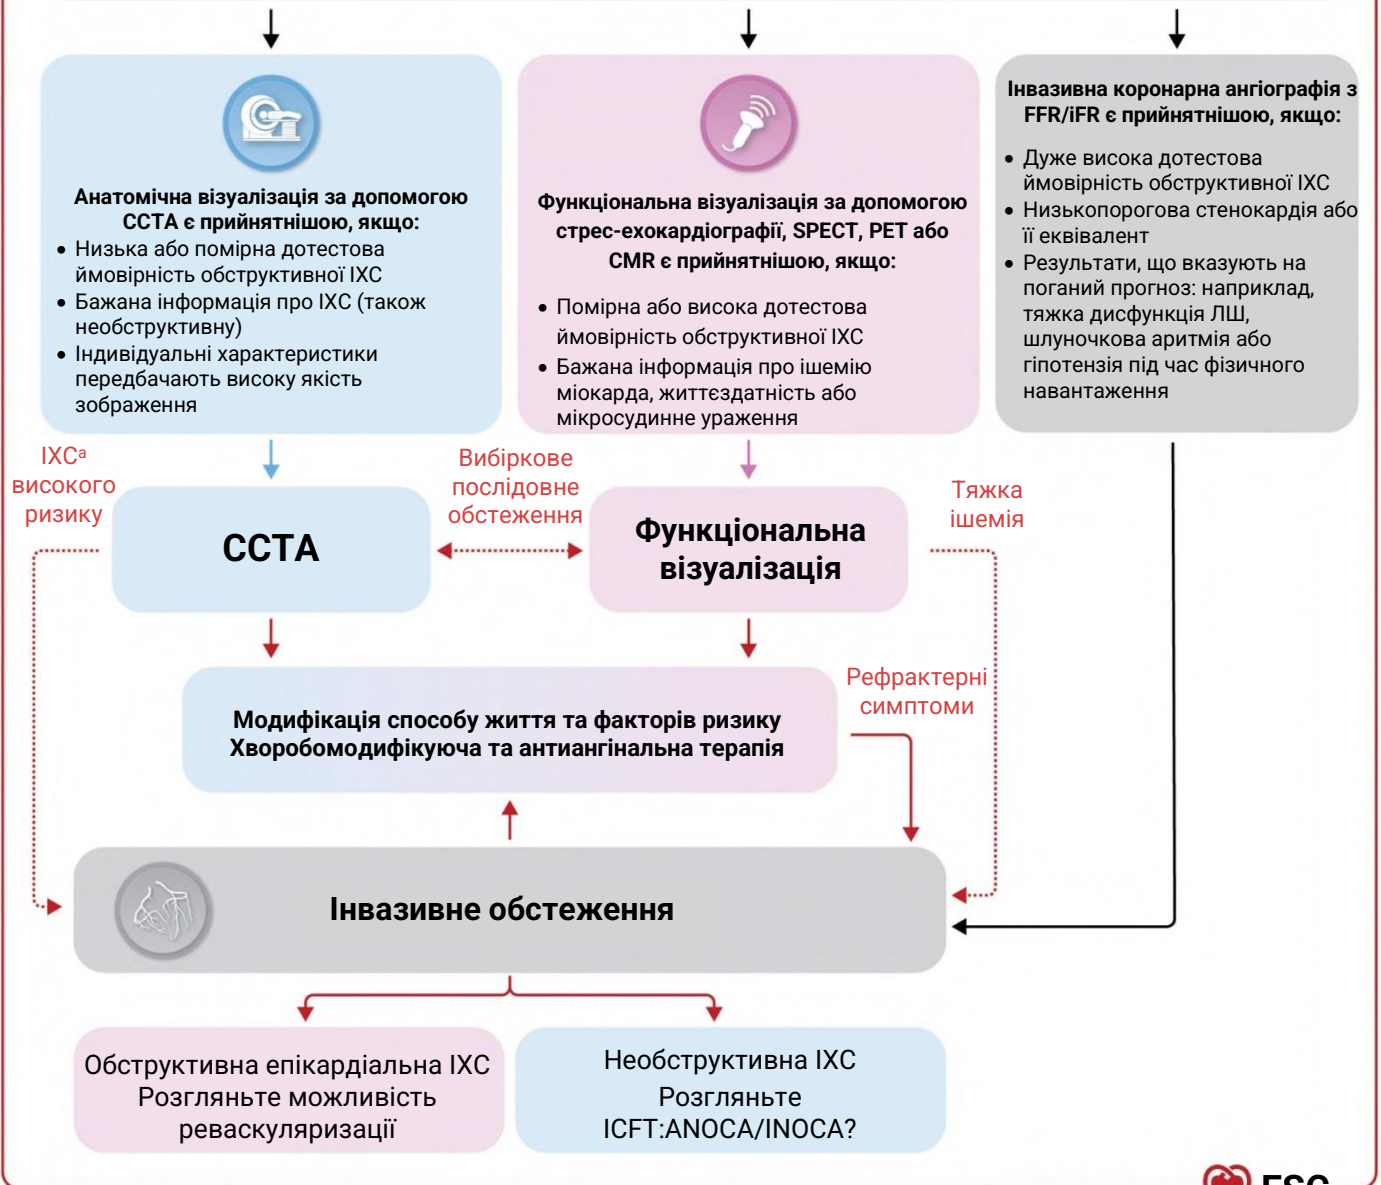 Анатомічна візуалізація за допомогою
ССТА є прийнятнішою, якщо:
• Низька або помірна дотестова
ймовірність обструктивної ІХС
• Бажана інформація про ІХС (також
необструктивну)
• Індивідуальні характеристики
передбачають високу якість
зображення
Функціональна візуалізація за допомогою
стрес-ехокардіографії, SPECT, PET або
CMR є прийнятнішою, якщо:
• Помірна або висока дотестова
ймовірність обструктивної ІХС
• Бажана інформація про ішемію
міокарда, життєздатність або
мікросудинне ураження
Інвазивна коронарна ангіографія з
FFR/iFR є прийнятнішою, якщо:
• Дуже висока дотестова
ймовірність обструктивної ІХС
• Низькопорогова стенокардія або
її еквівалент
• Результати, що вказують на
поганий прогноз: наприклад,
тяжка дисфункція ЛШ,
шлуночкова аритмія або
гіпотензія під час фізичного
навантаження
ІХСᵃ
високого
ризику
ССТА
Вибіркове
послідовне
обстеження
Функціональна
візуалізація
Тяжка
ішемія
Модифікація способу життя та факторів ризику
Хворобомодифікуюча та антиангінальна терапія
Рефрактерні
симптоми
Інвазивне обстеження
Обструктивна епікардіальна ІХС
Розгляньте можливість
реваскуляризації
Необструктивна ІХС
Розгляньте
ICFT:ANOCA/INOCA?
ESC